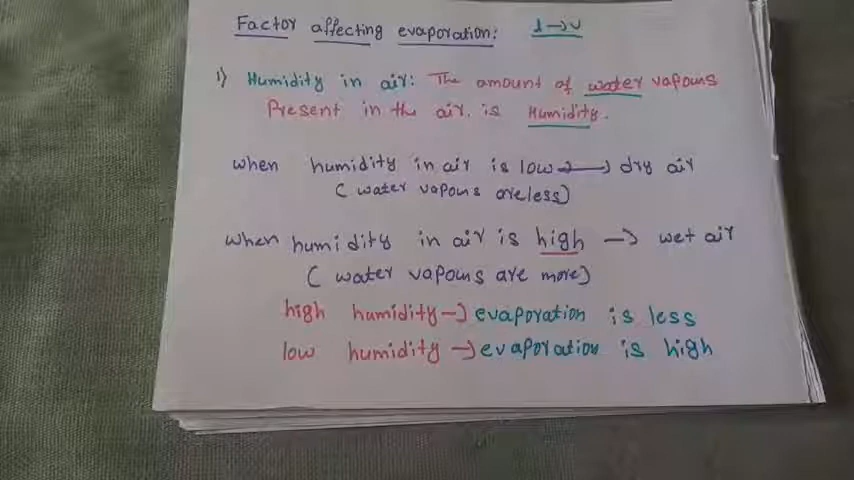 Factor affecting evaporation: l→v
1) Humidity in air: The amount of water vapours
Present in the air. is Humidity.
when humidity in air is low → dry air
( water vapous are less)
when humidity in air is high → wet air
( water vapous are more)
high humidity → evaporation is less
low humidity → evaporation is high